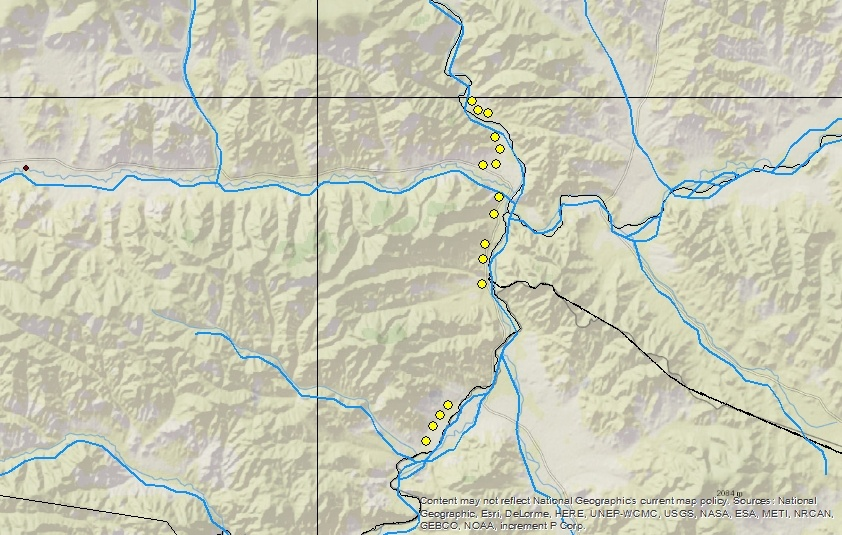 2084 m
Content may not reflect National Geographic's current map policy. Sources: National
Geographic, Esri, DeLorme, HERE, UNEP-WCMC, USGS, NASA, ESA, METI, NRCAN,
GEBCO, NOAA, increment P Corp.